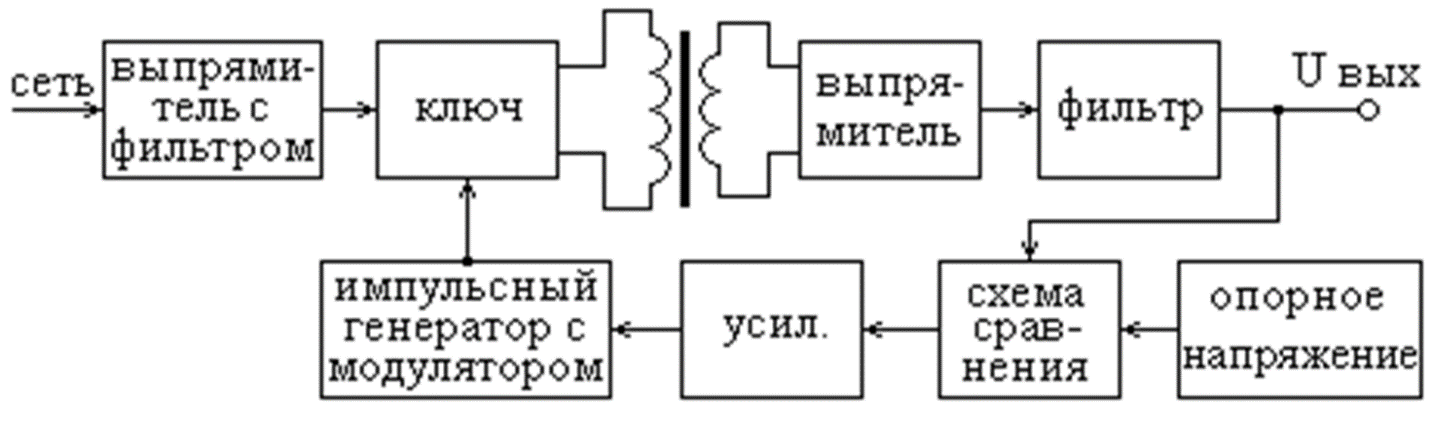 сеть
выпрями-
тель с
фильтром
ключ
выпря-
митель
фильтр
U вых
импульсный
генератор с
модулятором
усил.
схема
срав-
нения
опорное
напряжение